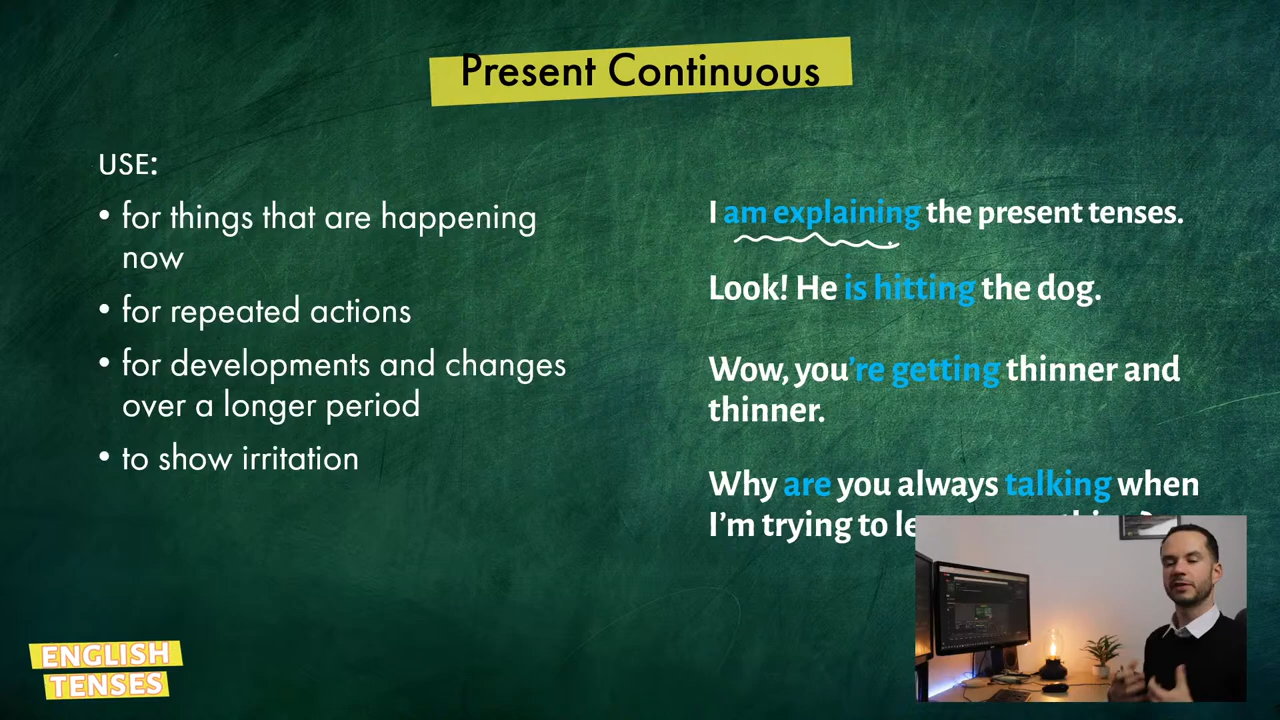 Present Continuous
USE:
• for things that are happening
now
• for repeated actions
• for developments and changes
over a longer period
• to show irritation
I am explaining the present tenses.
Look! He is hitting the dog.
Wow, you're getting thinner and
thinner.
Why are you always talking when
I'm trying to
ENGLISH
TENSES